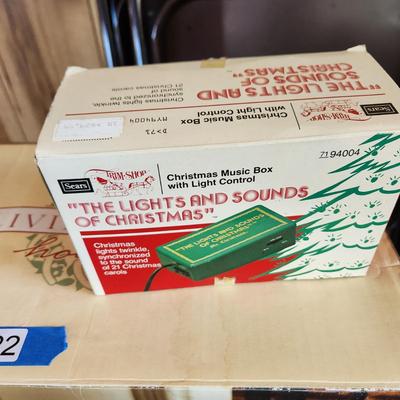 Sears
TRIM·SHOP
Christmas Music Box
with Light Control
"THE LIGHTS AND
SOUNDS OF
CHRISTMAS"
Christmas lights twinkle,
synchronized to the
sound of
21 Christmas carols
Sears
TRIM·SHOP
Christmas Music Box
with Light Control
71 94004
"THE LIGHTS AND SOUNDS
OF CHRISTMAS"
Christmas
lights twinkle,
synchronized
to the sound
of 21 Christmas
carols
"THE LIGHTS AND SOUNDS
OF CHRISTMAS"
LIVI
22